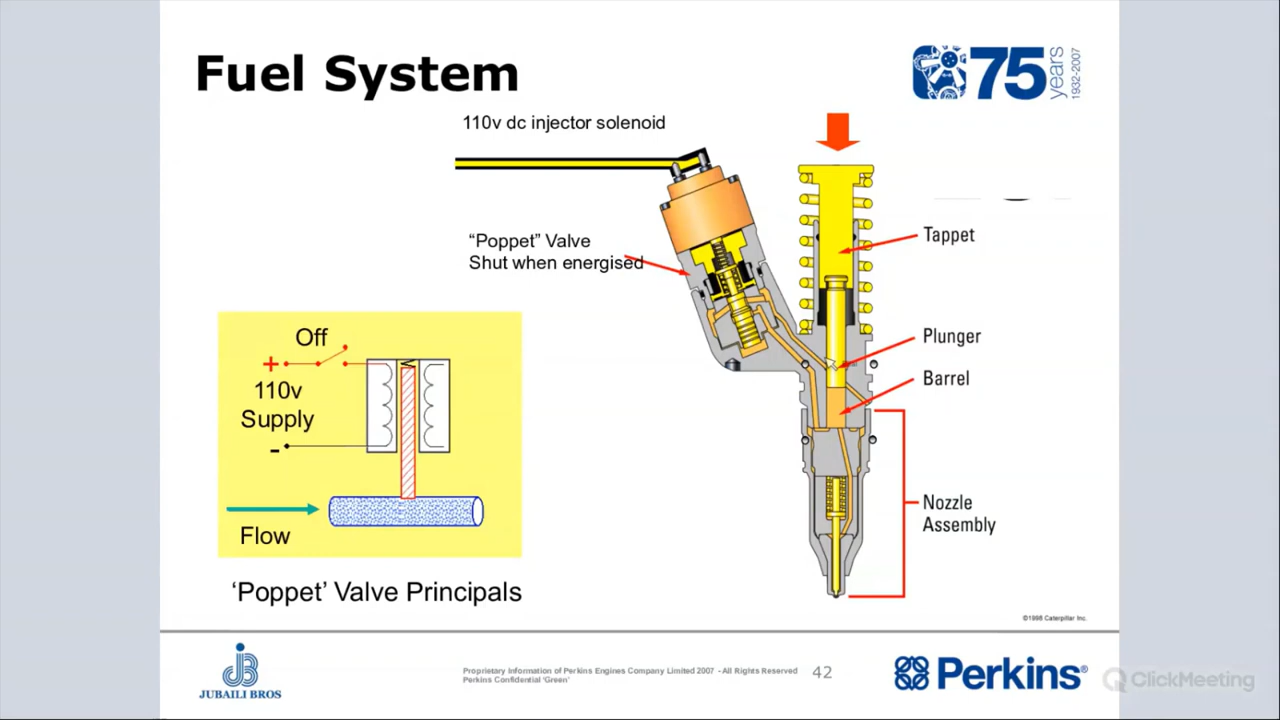 Fuel System
75
years
1932-2007
110v dc injector solenoid
“Poppet” Valve
Shut when energised
Tappet
Plunger
Barrel
Nozzle
Assembly
Off
+
110v
Supply
-
Flow
‘Poppet’ Valve Principals
©1998 Caterpillar Inc.
JUBAILI BROS
Proprietary Information of Perkins Engines Company Limited 2007 - All Rights Reserved
Perkins Confidential ‘Green’
42
Perkins®
ClickMeeting